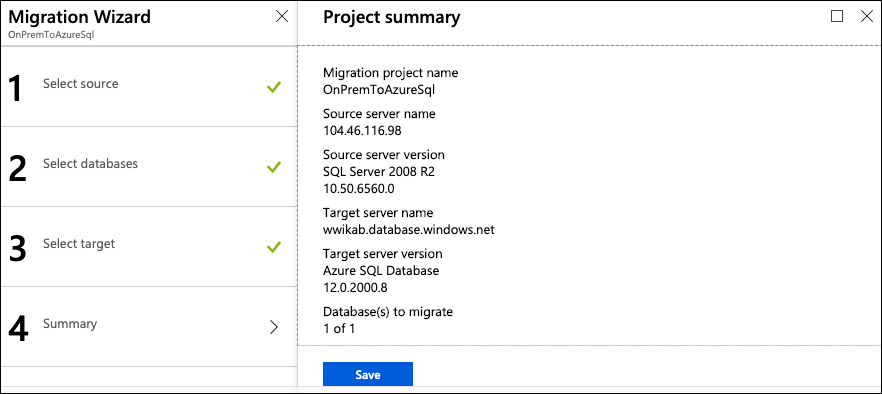 Migration Wizard
OnPremToAzureSql
1 Select source
2 Select databases
3 Select target
4 Summary
Project summary
Migration project name
OnPremToAzureSql
Source server name
104.46.116.98
Source server version
SQL Server 2008 R2
10.50.6560.0
Target server name
wwikab.database.windows.net
Target server version
Azure SQL Database
12.0.2000.8
Database(s) to migrate
1 of 1
Save